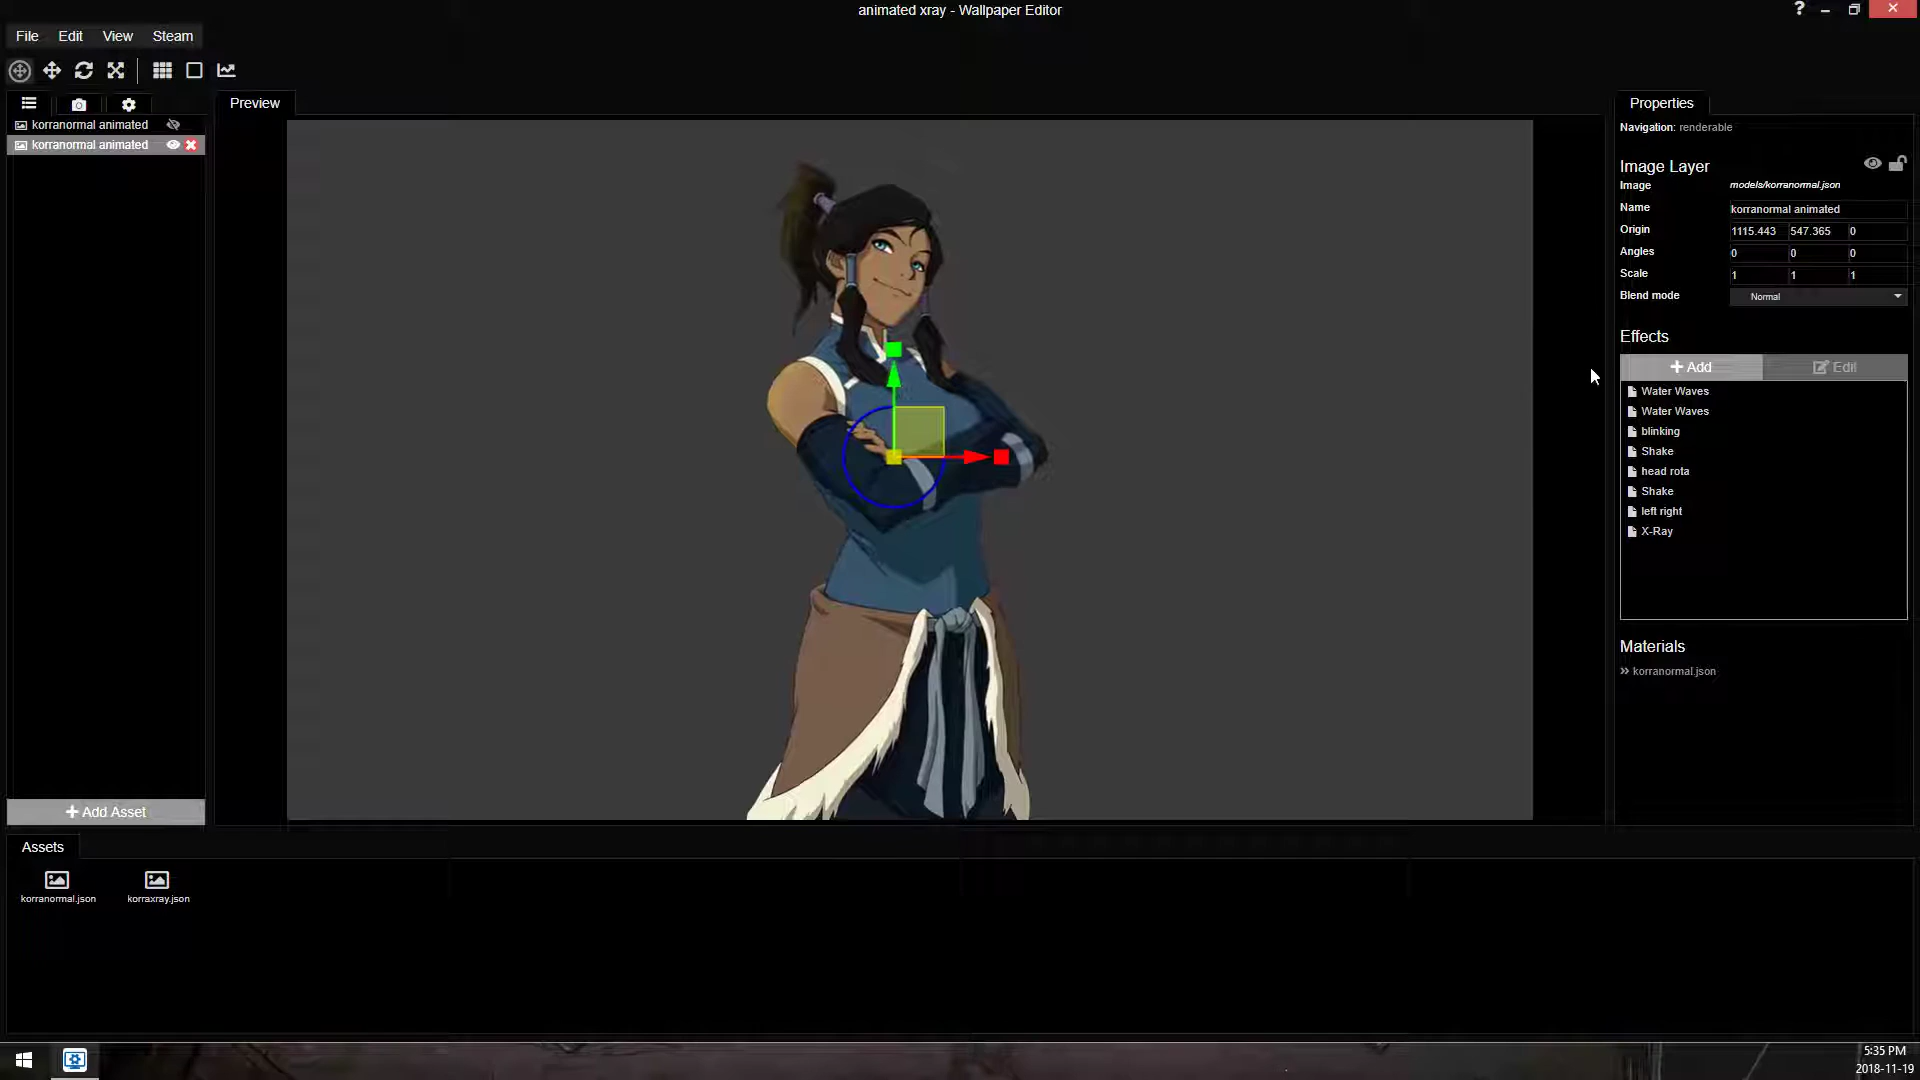 animated xray - Wallpaper Editor
?
File Edit View Steam
Preview
Properties
korranormal animated
korranormal animated
Navigation: renderable
Image Layer
Image models/korranormal.json
Name korranormal animated
Origin 1115.443 547.365 0
Angles 0 0 0
Scale 1 1 1
Blend mode Normal
Effects
Add Edit
Water Waves
Water Waves
blinking
Shake
head rota
Shake
left right
X-Ray
Materials
korranormal.json
Add Asset
Assets
korranormal.json korraxray.json
5:35 PM
2018-11-19